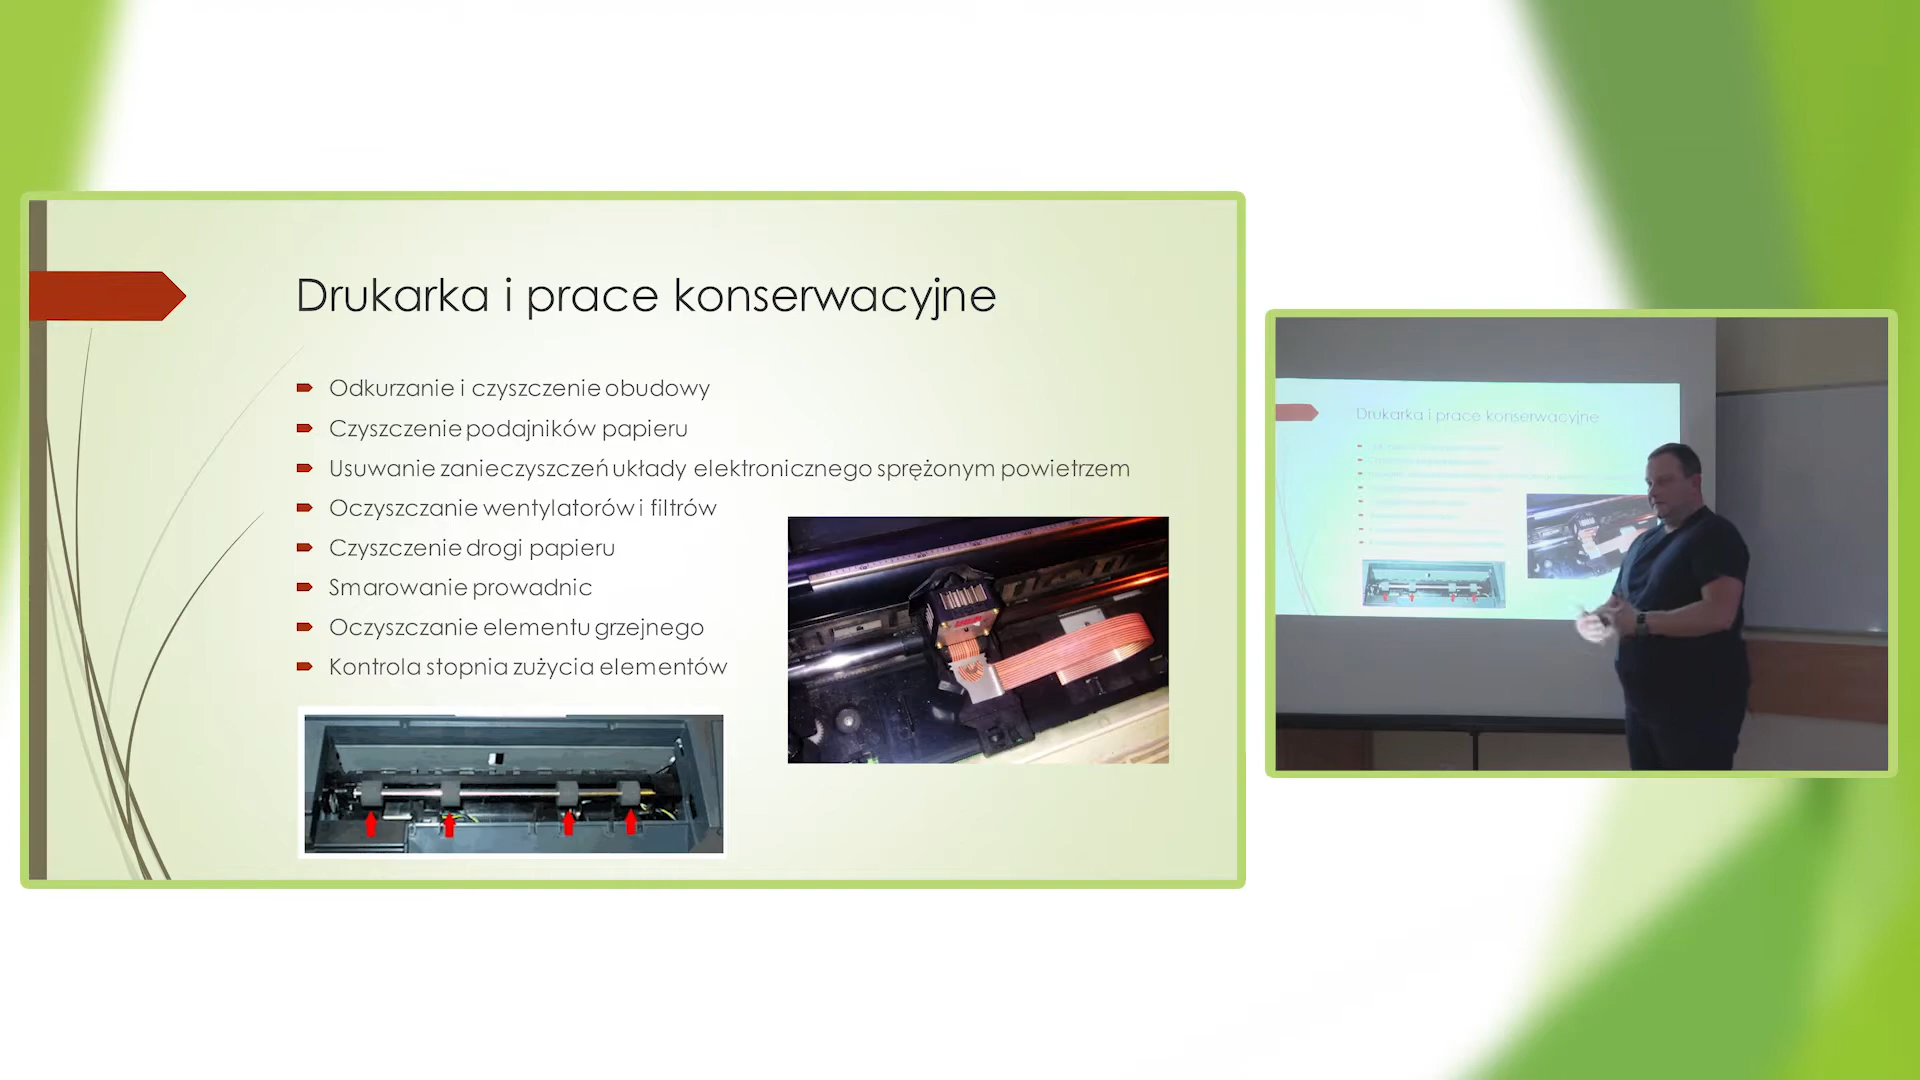 Drukarka i prace konserwacyjne
Odkurzanie i czyszczenie obudowy
Czyszczenie podajników papieru
Usuwanie zanieczyszczeń układy elektronicznego sprężonym powietrzem
Oczyszczanie wentylatorów i filtrów
Czyszczenie drogi papieru
Smarowanie prowadnic
Oczyszczanie elementu grzejnego
Kontrola stopnia zużycia elementów
Drukarka i prace konserwacyjne